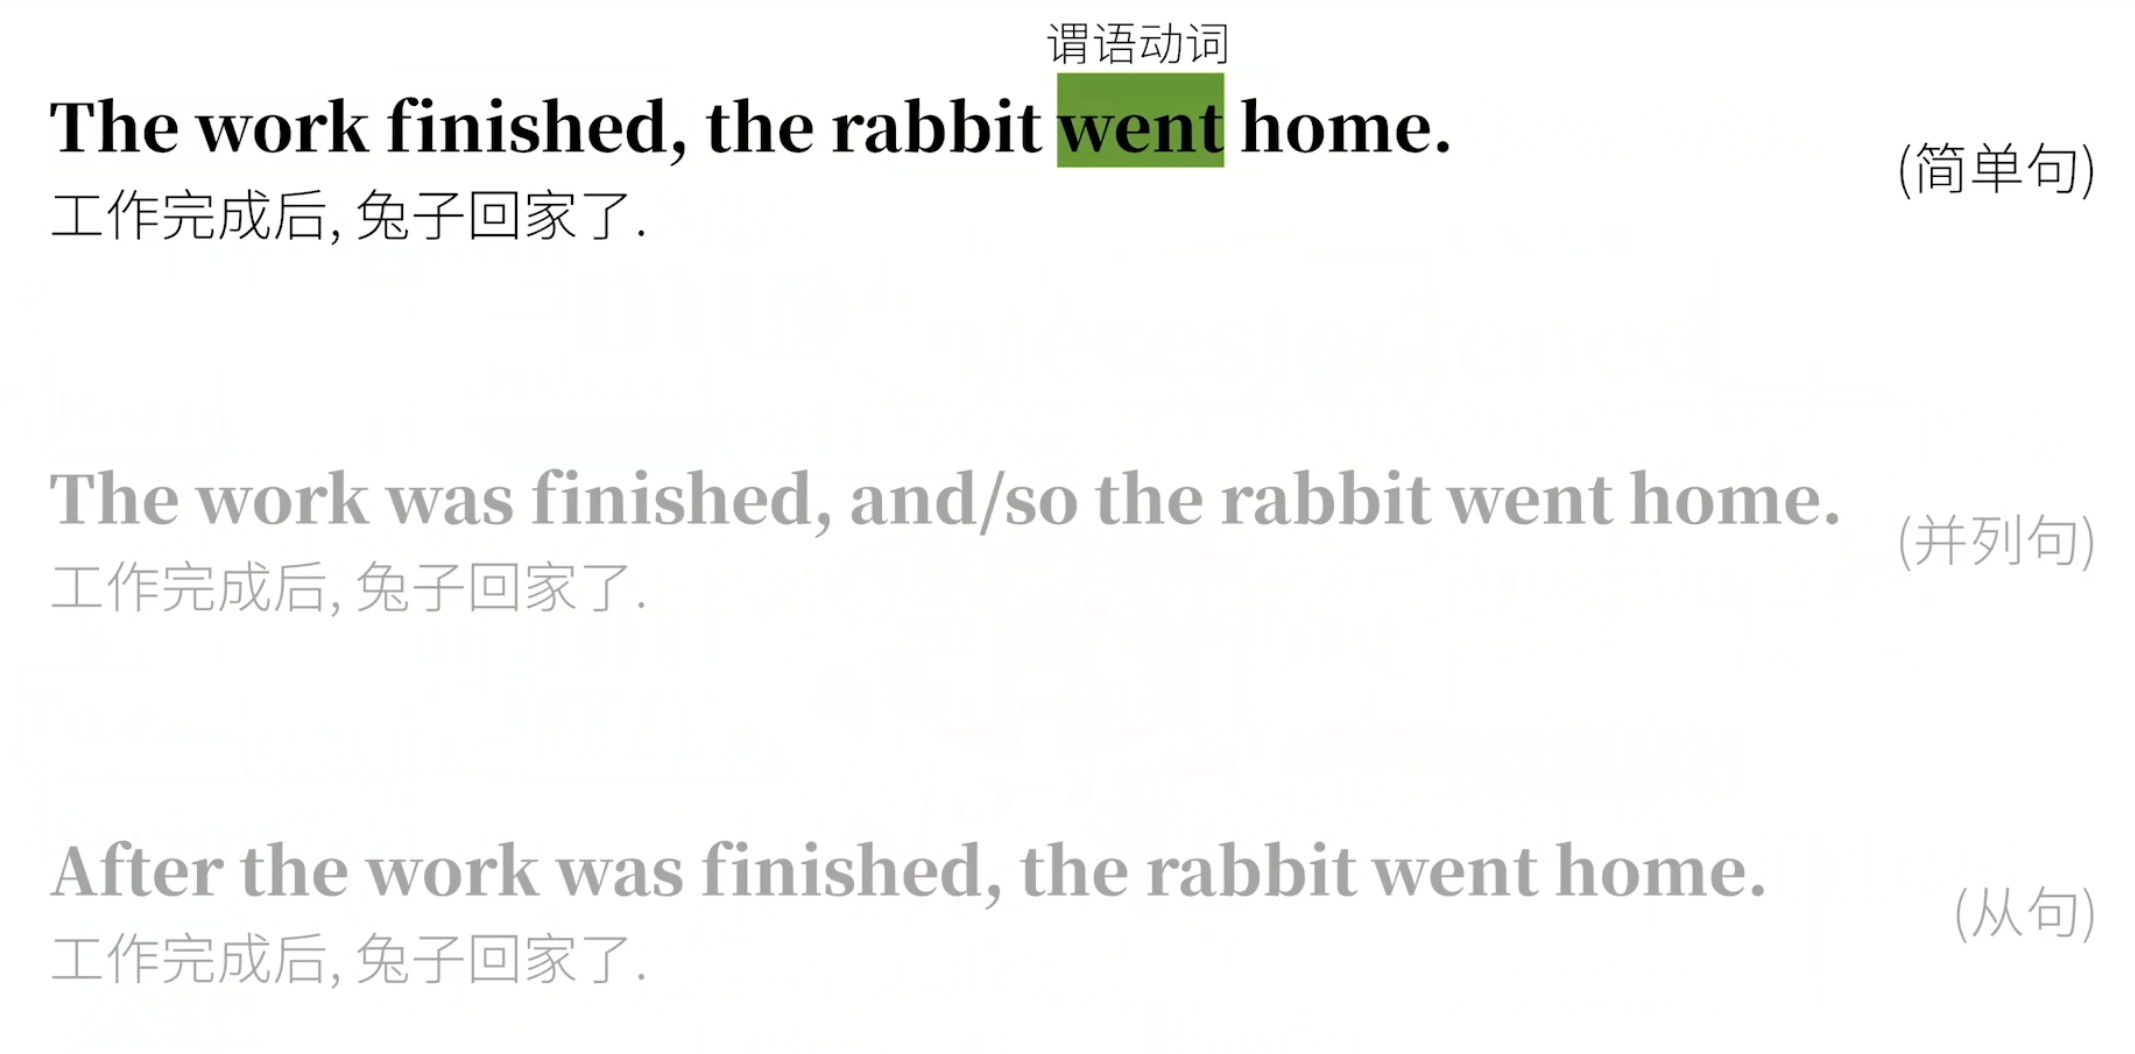 谓语动词
The work finished, the rabbit went home.
(简单句)
工作完成后, 兔子回家了.
The work was finished, and/so the rabbit went home.
(并列句)
工作完成后, 兔子回家了.
After the work was finished, the rabbit went home.
(从句)
工作完成后, 兔子回家了.